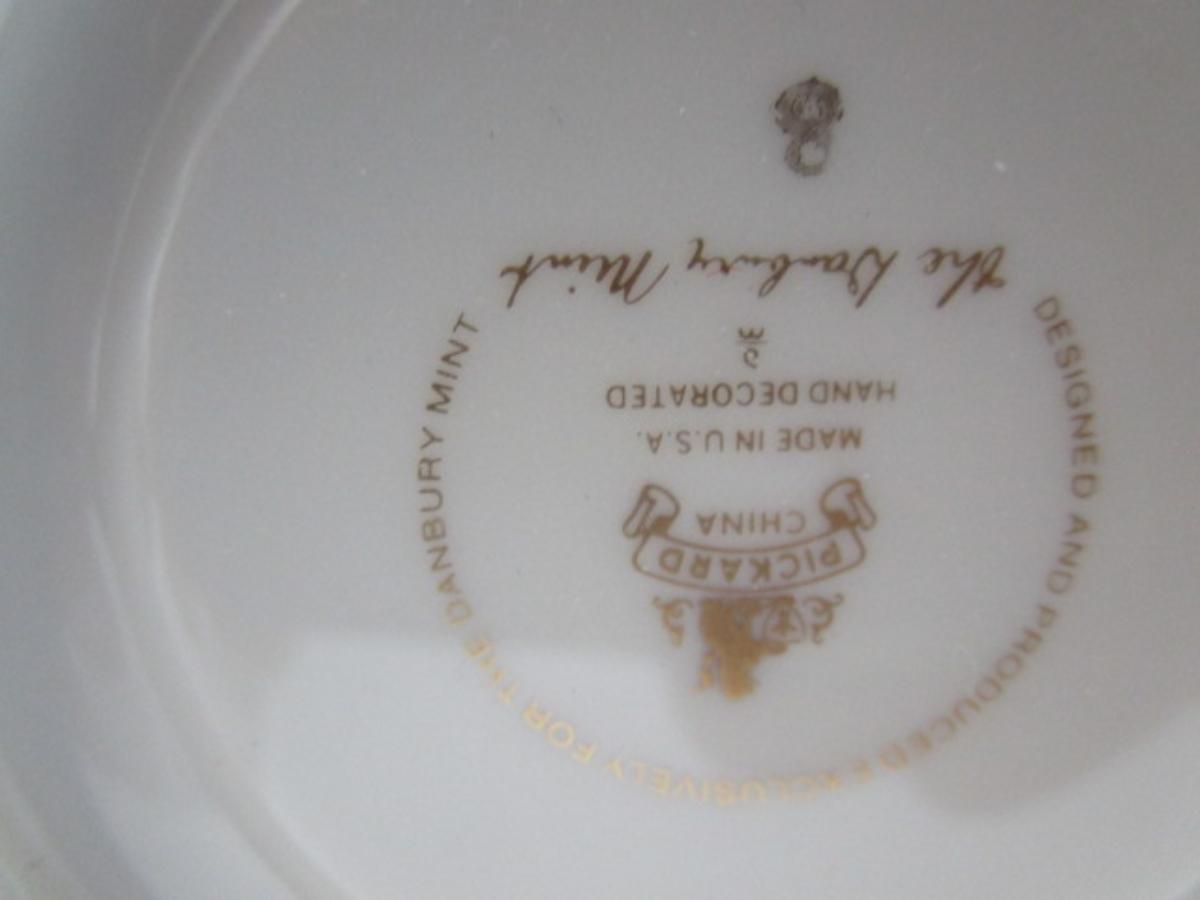 DESIGNED AND PRODUCED EXCLUSIVELY FOR THE DANBURY MINT
PICKARD
CHINA
MADE IN U.S.A.
HAND DECORATED
The Danbury Mint